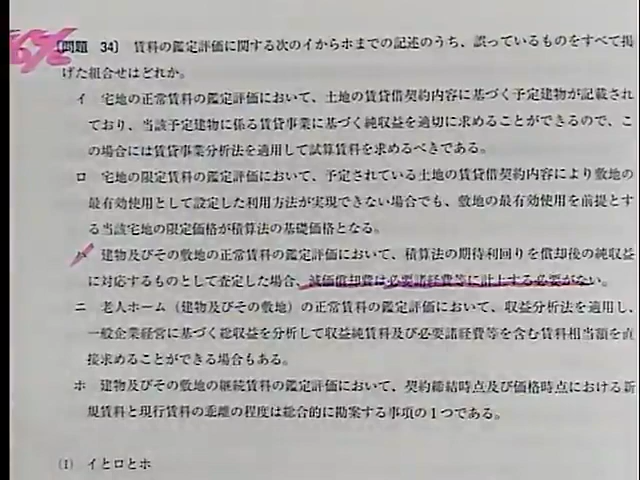 〔問題 34〕 賃料の鑑定評価に関する次のイからホまでの記述のうち、誤っているものをすべて掲
げた組合せはどれか。
イ 宅地の正常賃料の鑑定評価において、土地の賃貸借契約内容に基づく予定建物が記載され
ており、当該予定建物に係る賃貸事業に基づく純収益を適切に求めることができるので、こ
の場合には賃貸事業分析法を適用して試算賃料を求めるべきである。
ロ 宅地の限定賃料の鑑定評価において、予定されている土地の賃貸借契約内容により敷地の
最有効使用として設定した利用方法が実現できない場合でも、敷地の最有効使用を前提とす
る当該宅地の限定価格が積算法の基礎価格となる。
ハ 建物及びその敷地の正常賃料の鑑定評価において、積算法の期待利回りを償却後の純収益
に対応するものとして査定した場合、減価償却費は必要諸経費等に計上する必要がない。
ニ 老人ホーム（建物及びその敷地）の正常賃料の鑑定評価において、収益分析法を適用し、
一般企業経営に基づく総収益を分析して収益純賃料及び必要諸経費等を含む賃料相当額を直
接求めることができる場合もある。
ホ 建物及びその敷地の継続賃料の鑑定評価において、契約締結時点及び価格時点における新
規賃料と現行賃料の乖離の程度は総合的に勘案する事項の１つである。
(1) イとロとホ